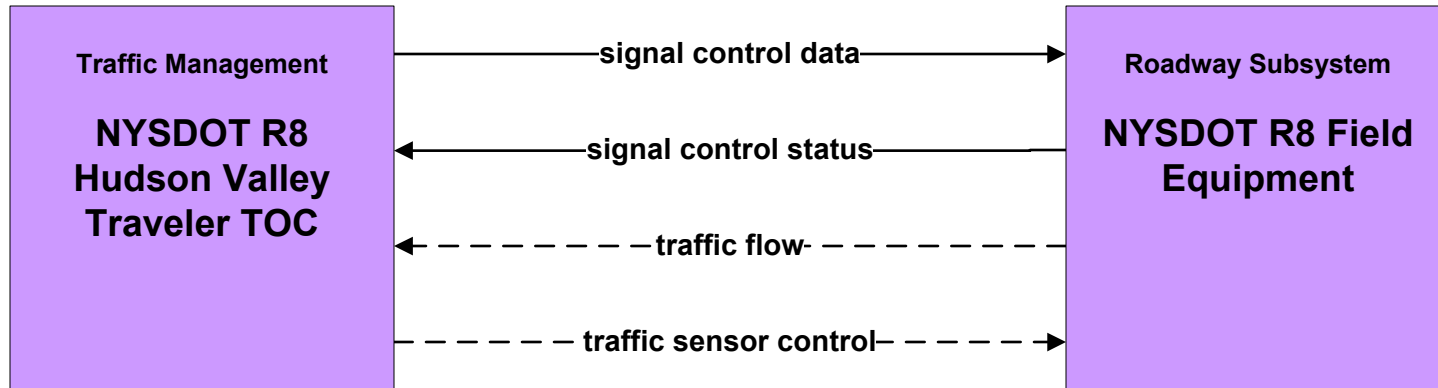 Traffic Management
NYSDOT R8
Hudson Valley
Traveler TOC
signal control data
signal control status
traffic flow
traffic sensor control
Roadway Subsystem
NYSDOT R8 Field
Equipment